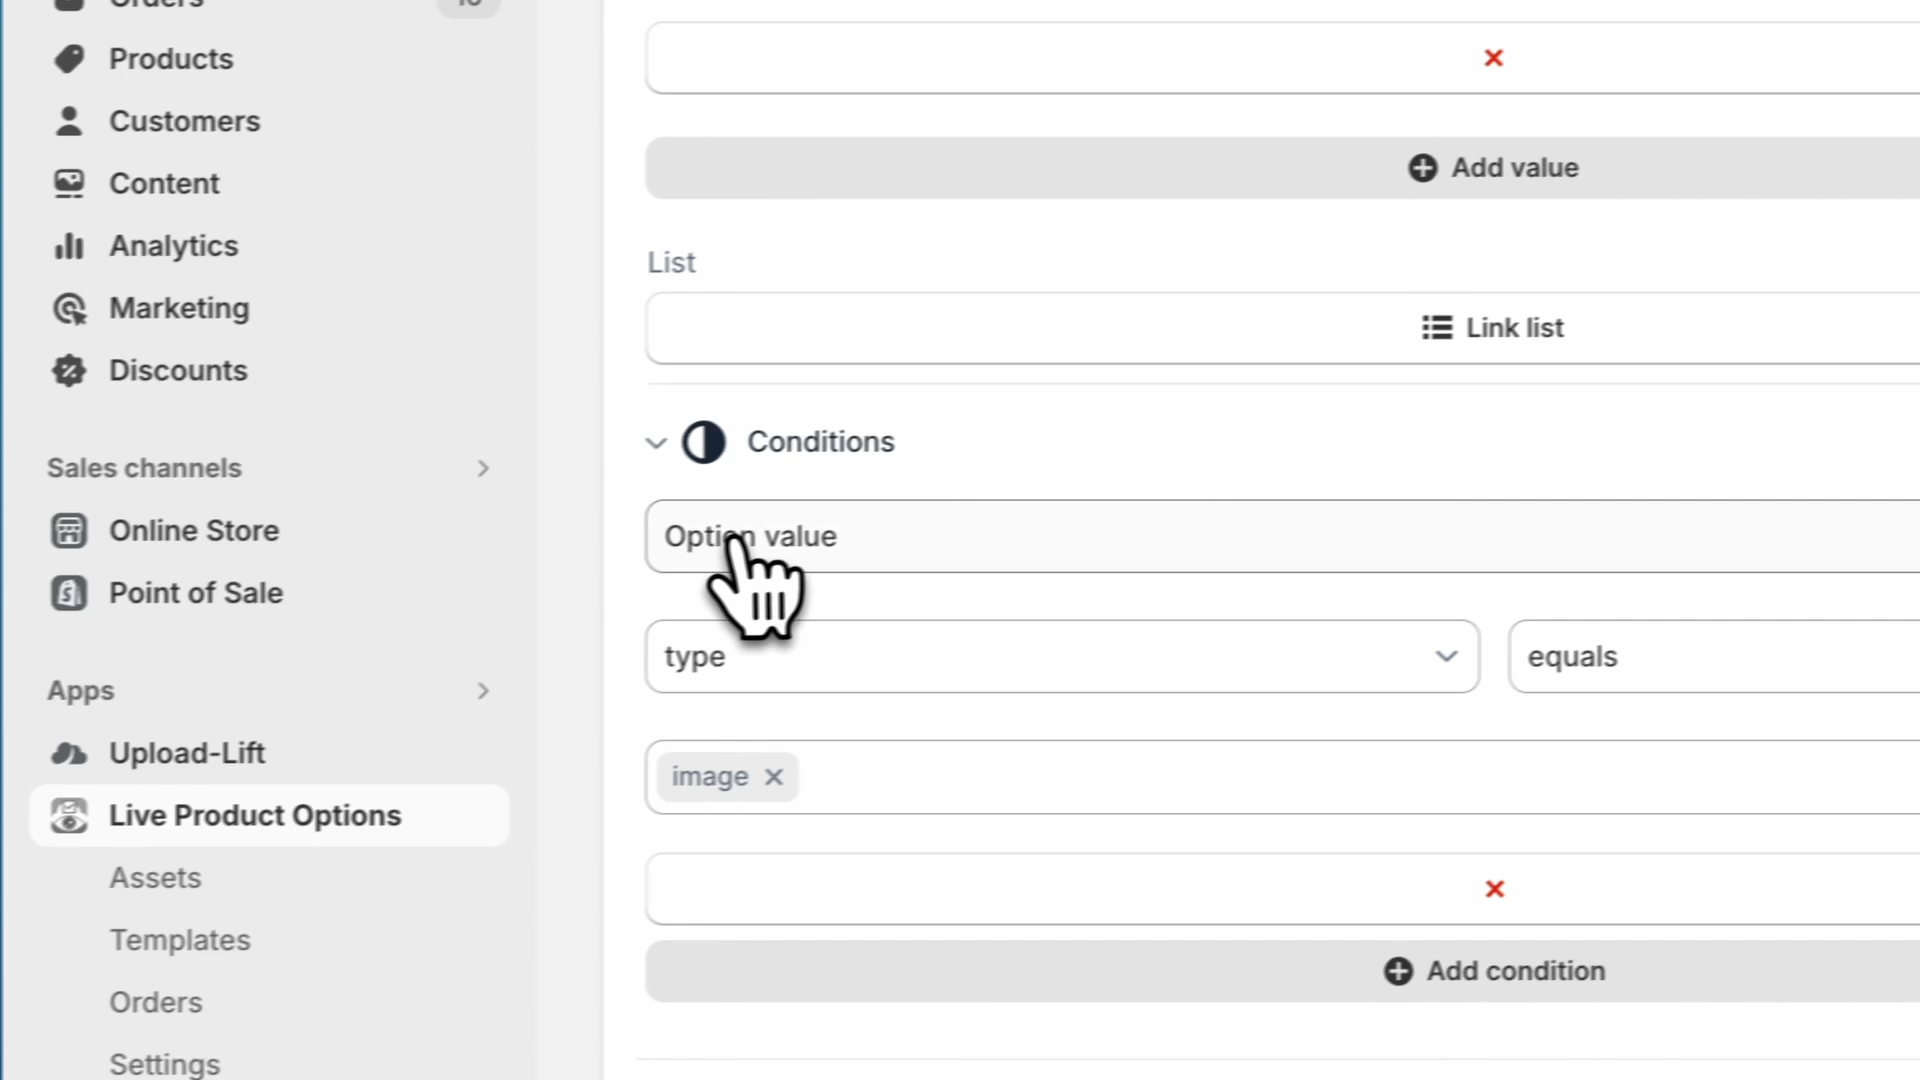 Orders
Products
Customers
Content
Analytics
Marketing
Discounts
Sales channels
Online Store
Point of Sale
Apps
Upload-Lift
Live Product Options
Assets
Templates
Orders
Settings
Add value
List
Link list
Conditions
Option value
type
equals
image
Add condition